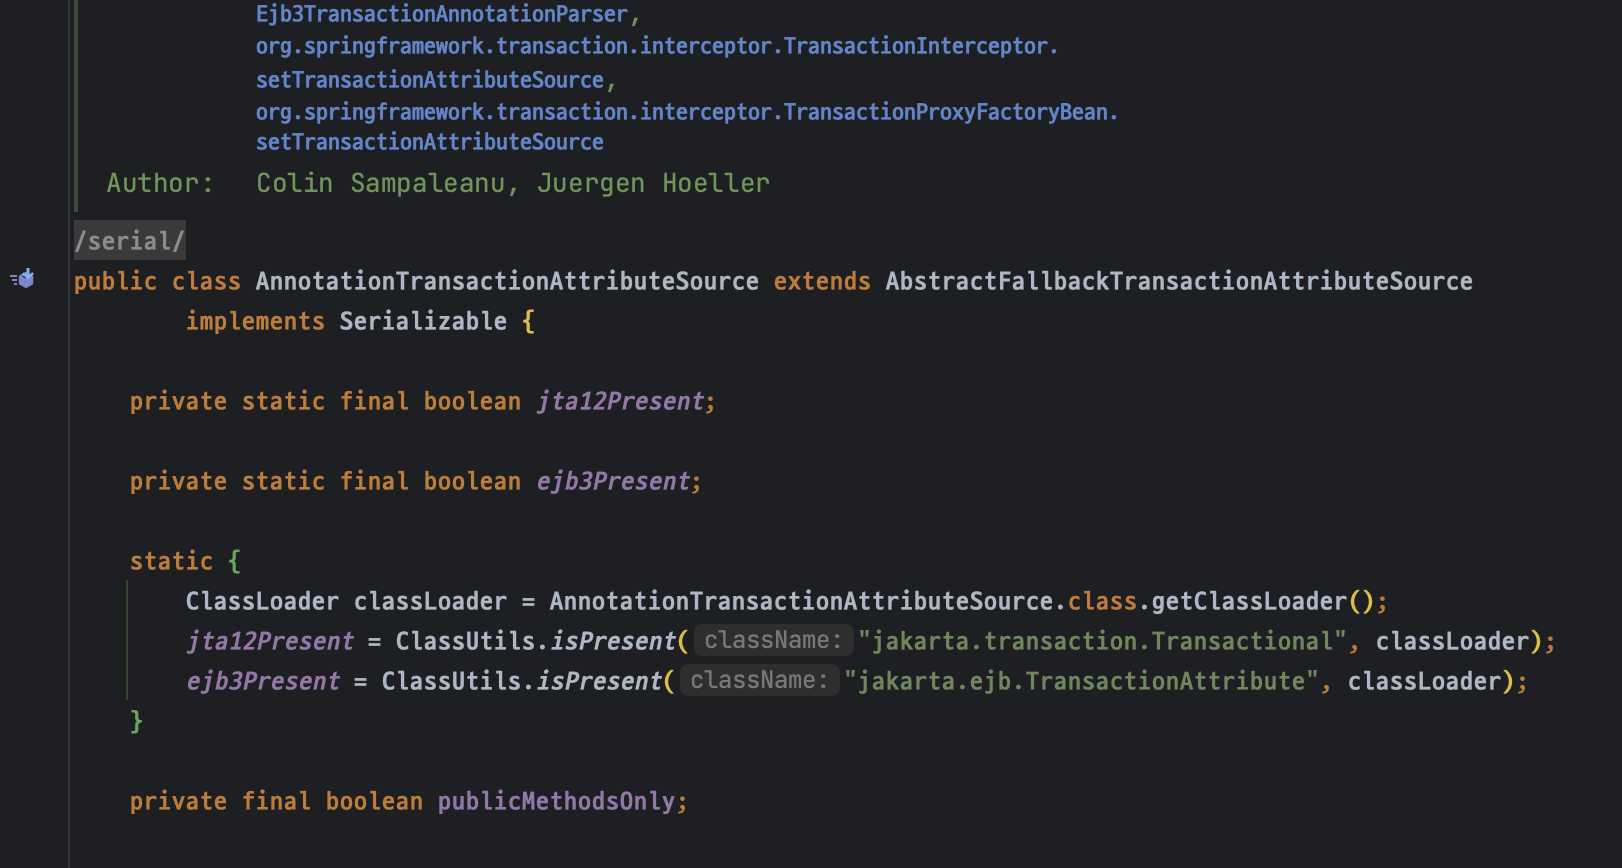 Ejb3TransactionAnnotationParser,
org.springframework.transaction.interceptor.TransactionInterceptor.
setTransactionAttributeSource,
org.springframework.transaction.interceptor.TransactionProxyFactoryBean.
setTransactionAttributeSource
Author: Colin Sampaleanu, Juergen Hoeller
/serial/
public class AnnotationTransactionAttributeSource extends AbstractFallbackTransactionAttributeSource
implements Serializable {
private static final boolean jta12Present;
private static final boolean ejb3Present;
static {
ClassLoader classLoader = AnnotationTransactionAttributeSource.class.getClassLoader();
jta12Present = ClassUtils.isPresent( className: "jakarta.transaction.Transactional", classLoader);
ejb3Present = ClassUtils.isPresent( className: "jakarta.ejb.TransactionAttribute", classLoader);
}
private final boolean publicMethodsOnly;